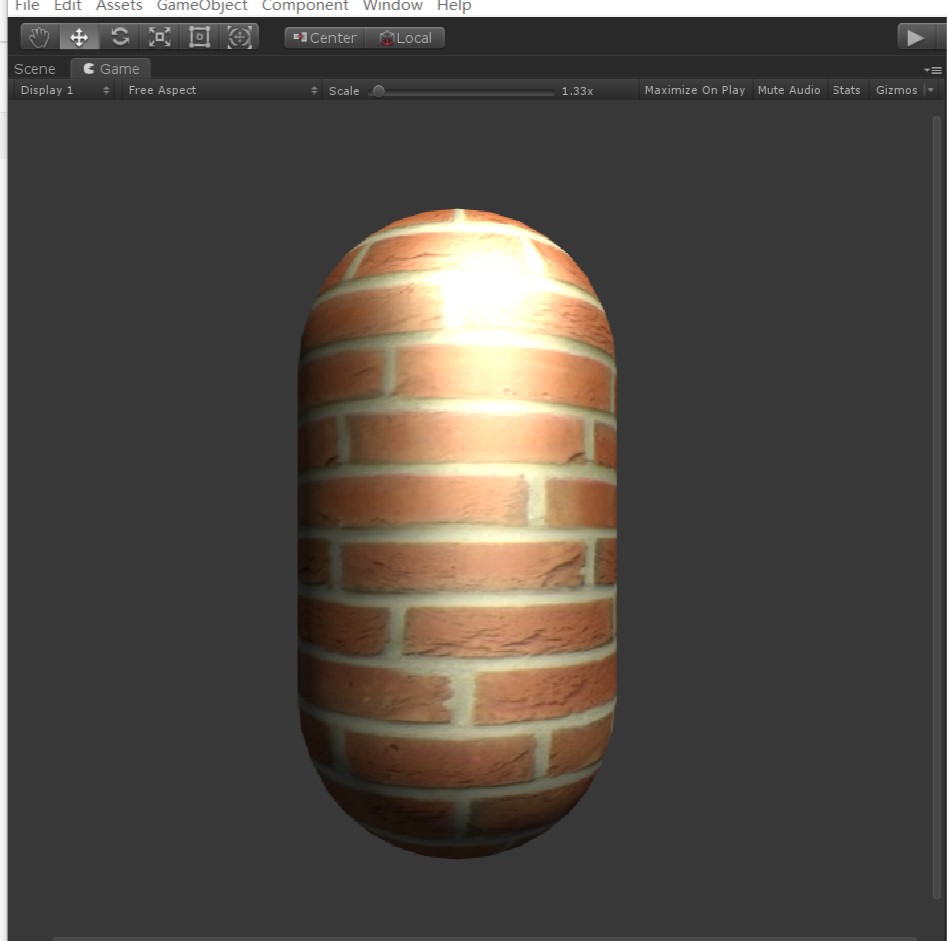 File Edit Assets GameObject Component Window Help
Center Local
Scene Game
Display 1 Free Aspect Scale 1.33x Maximize On Play Mute Audio Stats Gizmos